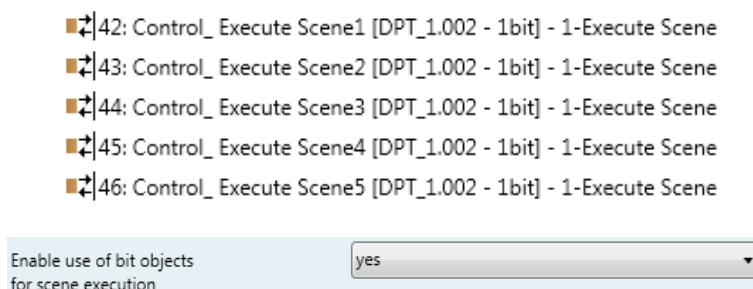 42: Control_ Execute Scene1 [DPT_1.002 - 1bit] - 1-Execute Scene
43: Control_ Execute Scene2 [DPT_1.002 - 1bit] - 1-Execute Scene
44: Control_ Execute Scene3 [DPT_1.002 - 1bit] - 1-Execute Scene
45: Control_ Execute Scene4 [DPT_1.002 - 1bit] - 1-Execute Scene
46: Control_ Execute Scene5 [DPT_1.002 - 1bit] - 1-Execute Scene
Enable use of bit objects yes
for scene execution